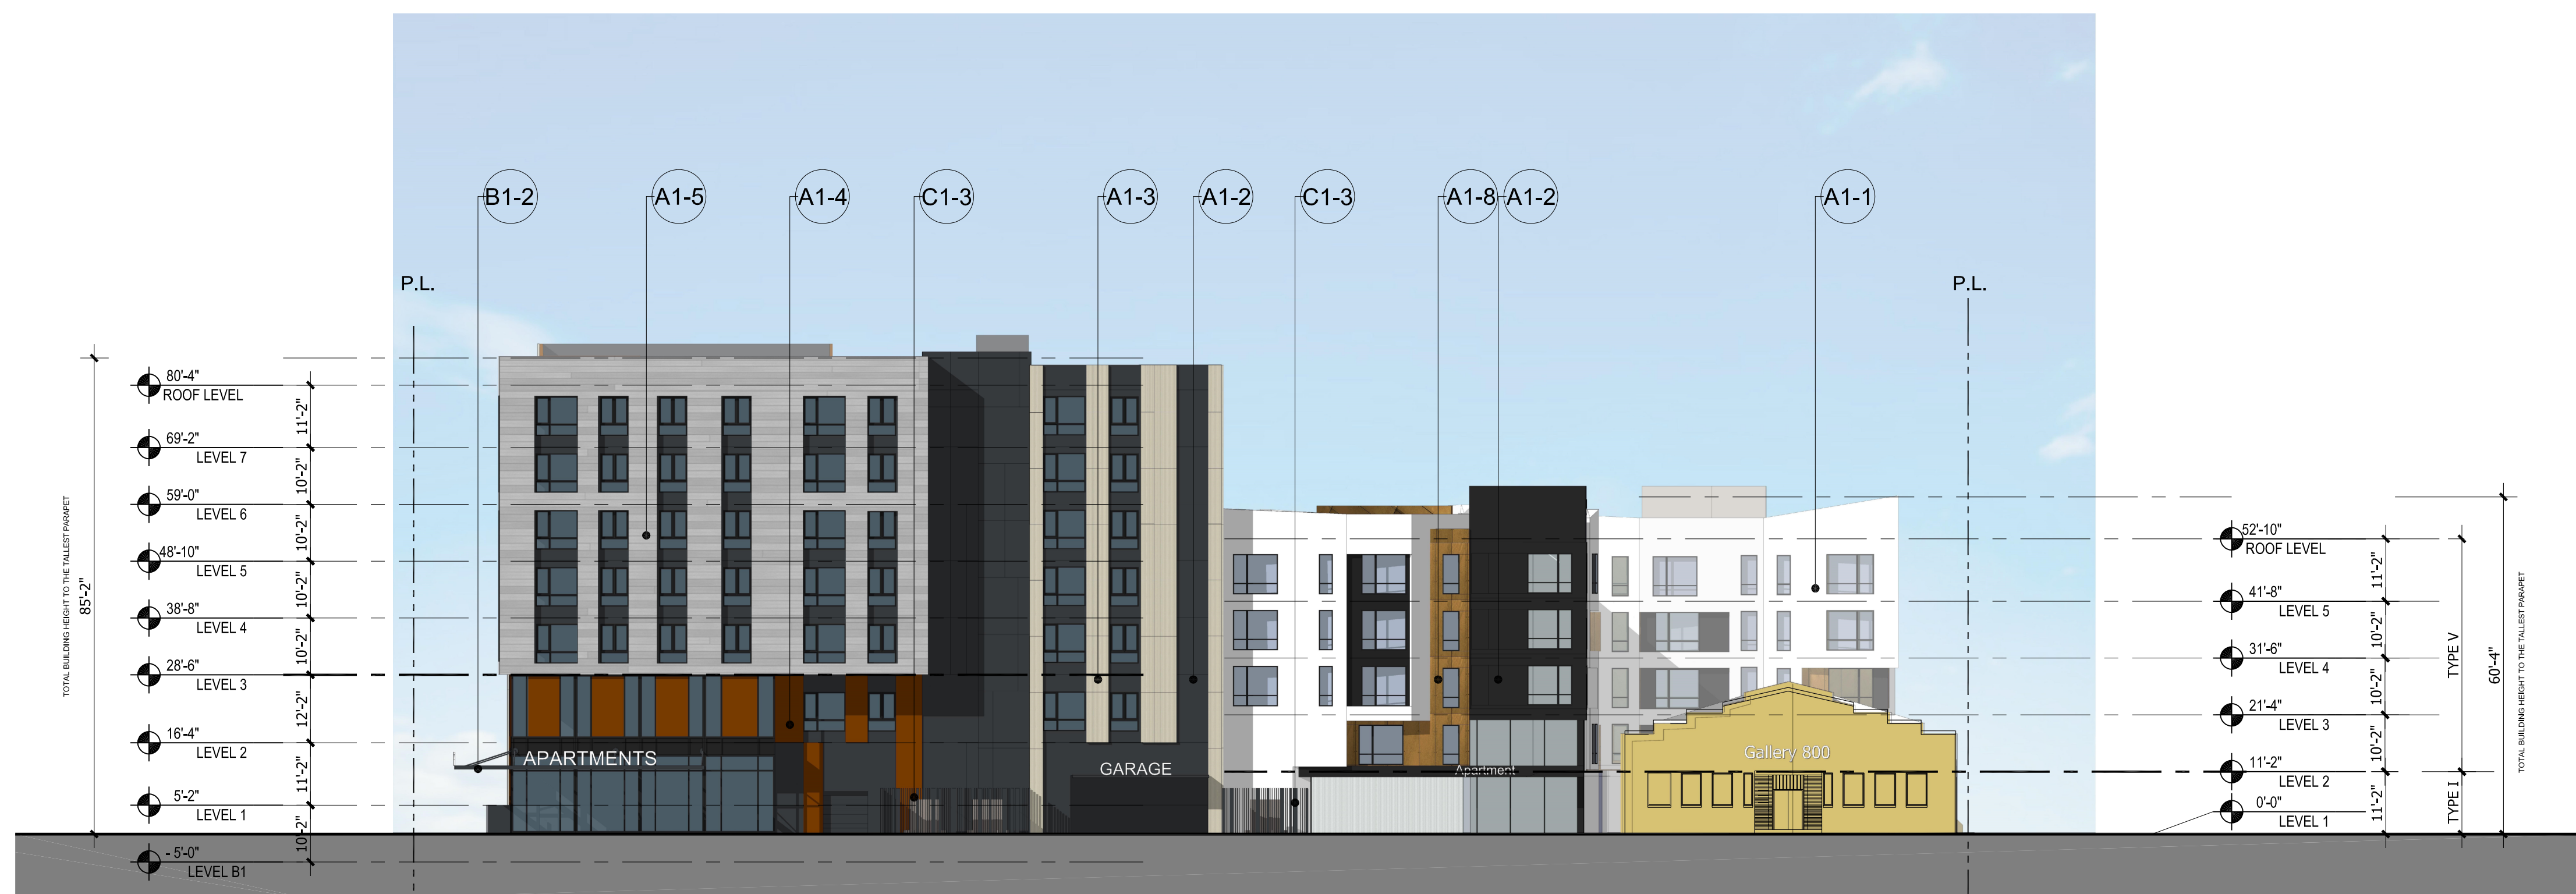 B1-2
A1-5
A1-4
C1-3
A1-3
A1-2
C1-3
A1-8
A1-2
A1-1
P.L.
P.L.
TOTAL BUILDING HEIGHT TO THE TALLEST PARAPET
85'-2"
80'-4"
ROOF LEVEL
11'-2"
69'-2"
LEVEL 7
10'-2"
59'-0"
LEVEL 6
10'-2"
48'-10"
LEVEL 5
10'-2"
38'-8"
LEVEL 4
10'-2"
28'-6"
LEVEL 3
12'-2"
16'-4"
LEVEL 2
11'-2"
5'-2"
LEVEL 1
10'-2"
- 5'-0"
LEVEL B1
APARTMENTS
GARAGE
Apartment
Gallery 800
52'-10"
ROOF LEVEL
11'-2"
41'-8"
LEVEL 5
10'-2"
31'-6"
LEVEL 4
10'-2"
21'-4"
LEVEL 3
10'-2"
11'-2"
LEVEL 2
11'-2"
0'-0"
LEVEL 1
TYPE V
TYPE I
60'-4"
TOTAL BUILDING HEIGHT TO THE TALLEST PARAPET